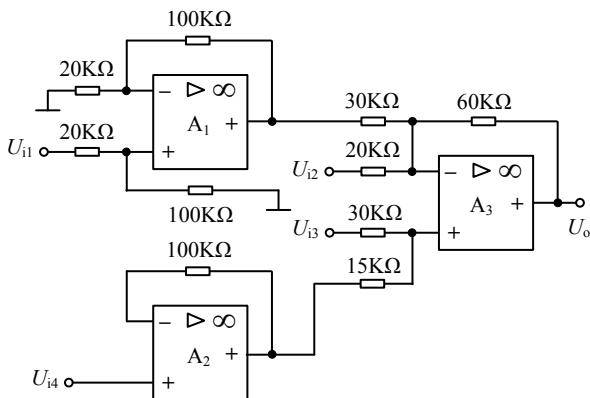 100KΩ
20KΩ
− ▷ ∞
A₁ +
+
20KΩ
Uᵢ₁
100KΩ
30KΩ
60KΩ
Uᵢ₂
20KΩ
− ▷ ∞
A₃ +
+
Uₒ
Uᵢ₃
30KΩ
15KΩ
100KΩ
− ▷ ∞
A₂ +
+
Uᵢ₄